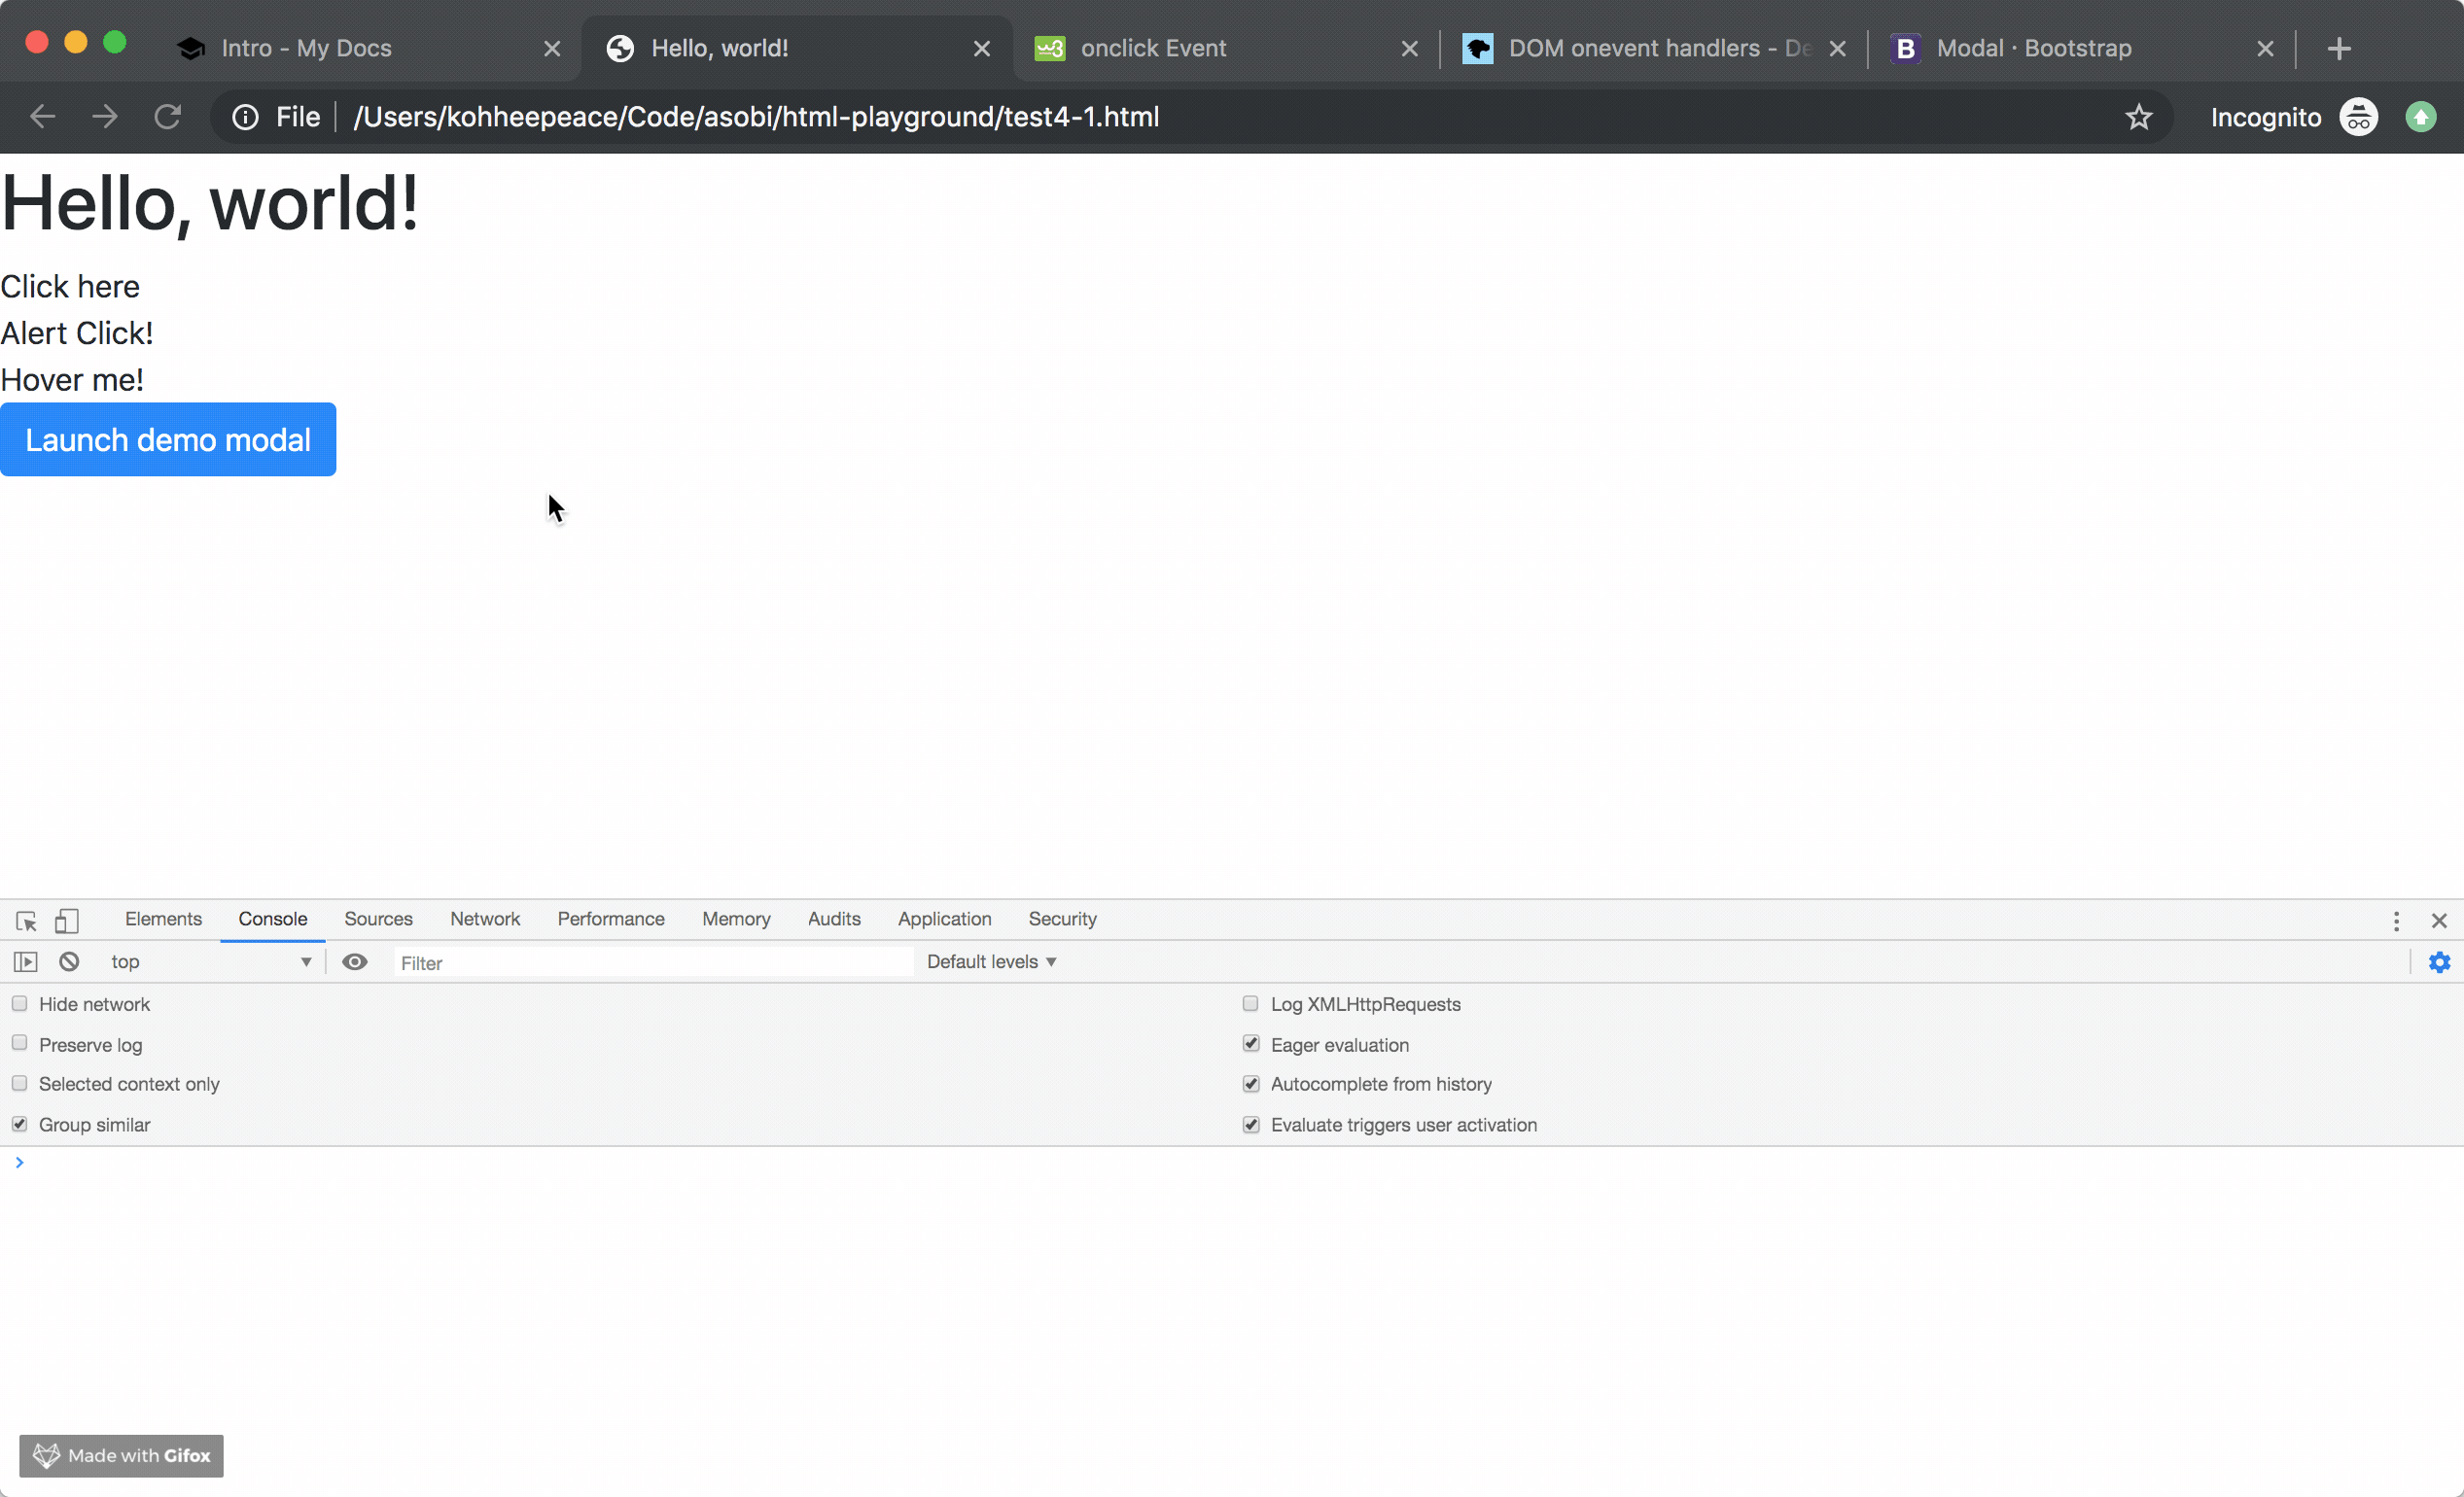 Intro - My Docs
Hello, world!
onclick Event
DOM onevent handlers - De
Modal · Bootstrap
File /Users/kohheepeace/Code/asobi/html-playground/test4-1.html
Incognito
Hello, world!
Click here
Alert Click!
Hover me!
Launch demo modal
Elements Console Sources Network Performance Memory Audits Application Security
top Filter Default levels
Hide network
Log XMLHttpRequests
Preserve log
Eager evaluation
Selected context only
Autocomplete from history
Group similar
Evaluate triggers user activation
Made with Gifox